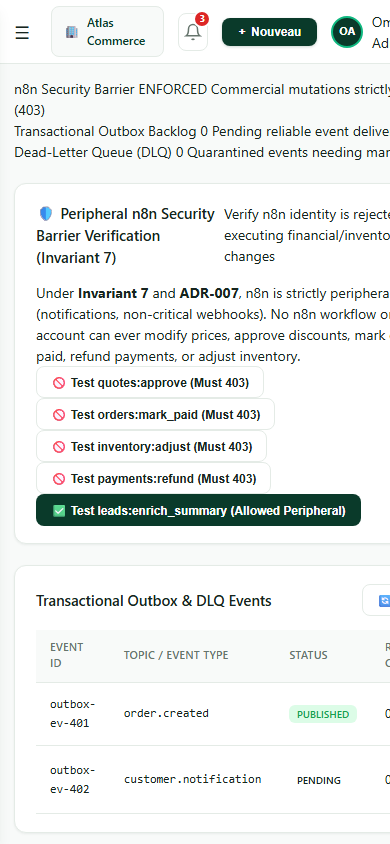 Atlas
Commerce
3
+ Nouveau
OA
n8n Security Barrier ENFORCED Commercial mutations strictly
(403)
Transactional Outbox Backlog 0 Pending reliable event
Dead-Letter Queue (DLQ) 0 Quarantined events needing
Peripheral n8n Security
Barrier Verification
(Invariant 7)
Verify n8n identity is
executing
changes
Under Invariant 7 and ADR-007, n8n is strictly
(notifications, non-critical webhooks). No n8n workflow
account can ever modify prices, approve discounts, mark
paid, refund payments, or adjust inventory.
Test quotes:approve (Must 403)
Test orders:mark_paid (Must 403)
Test inventory:adjust (Must 403)
Test payments:refund (Must 403)
Test leads:enrich_summary (Allowed Peripheral)
Transactional Outbox & DLQ Events
EVENT
ID
TOPIC / EVENT TYPE
STATUS
outbox-
ev-401
order.created
PUBLISHED
outbox-
ev-402
customer.notification
PENDING